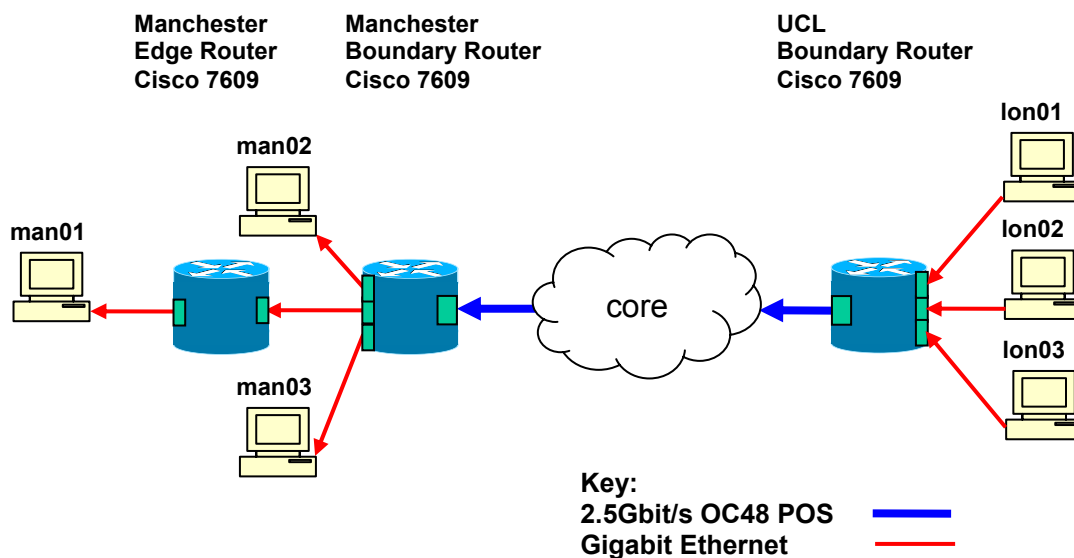 Manchester
Edge Router
Cisco 7609
Manchester
Boundary Router
Cisco 7609
UCL
Boundary Router
Cisco 7609
lon01
man02
man01
lon02
core
lon03
man03
Key:
2.5Gbit/s OC48 POS
Gigabit Ethernet